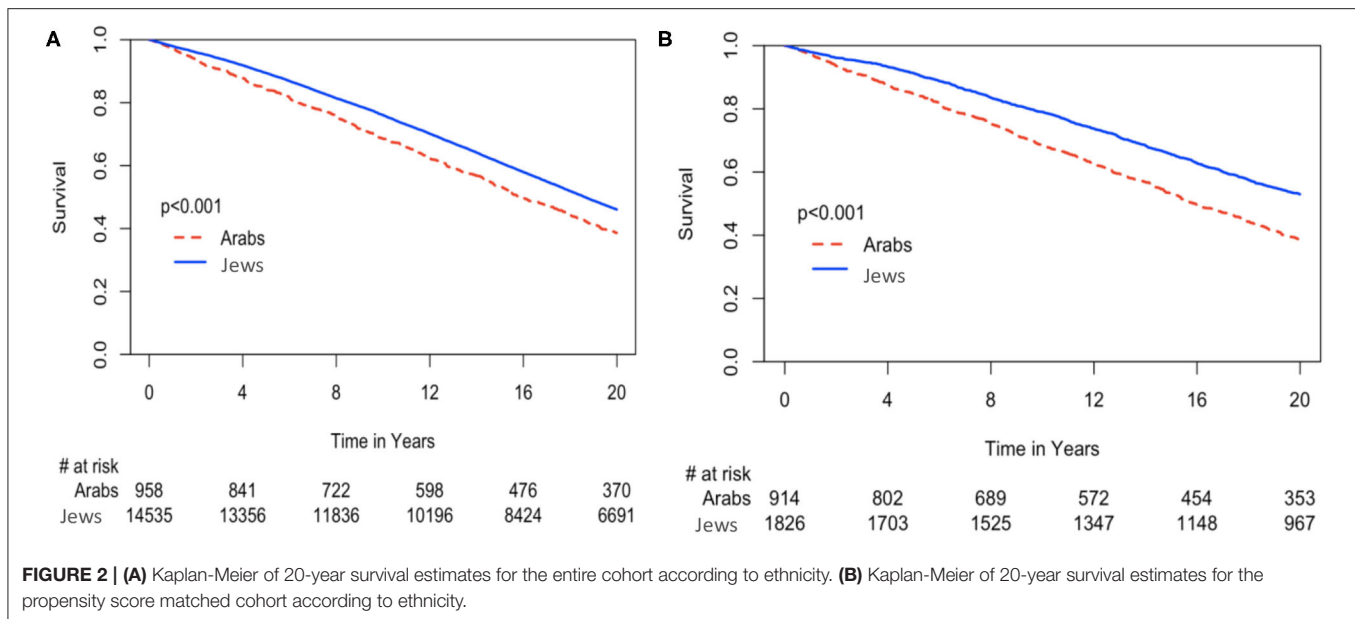 A
1.0
0.8
0.6
0.4
0.2
0.0
Survival
p<0.001
Arabs
Jews
0 4 8 12 16 20
Time in Years
# at risk
Arabs 958 841 722 598 476 370
Jews 14535 13356 11836 10196 8424 6691
B
1.0
0.8
0.6
0.4
0.2
0.0
Survival
p<0.001
Arabs
Jews
0 4 8 12 16 20
Time in Years
# at risk
Arabs 914 802 689 572 454 353
Jews 1826 1703 1525 1347 1148 967
FIGURE 2 | (A) Kaplan-Meier of 20-year survival estimates for the entire cohort according to ethnicity. (B) Kaplan-Meier of 20-year survival estimates for the
propensity score matched cohort according to ethnicity.